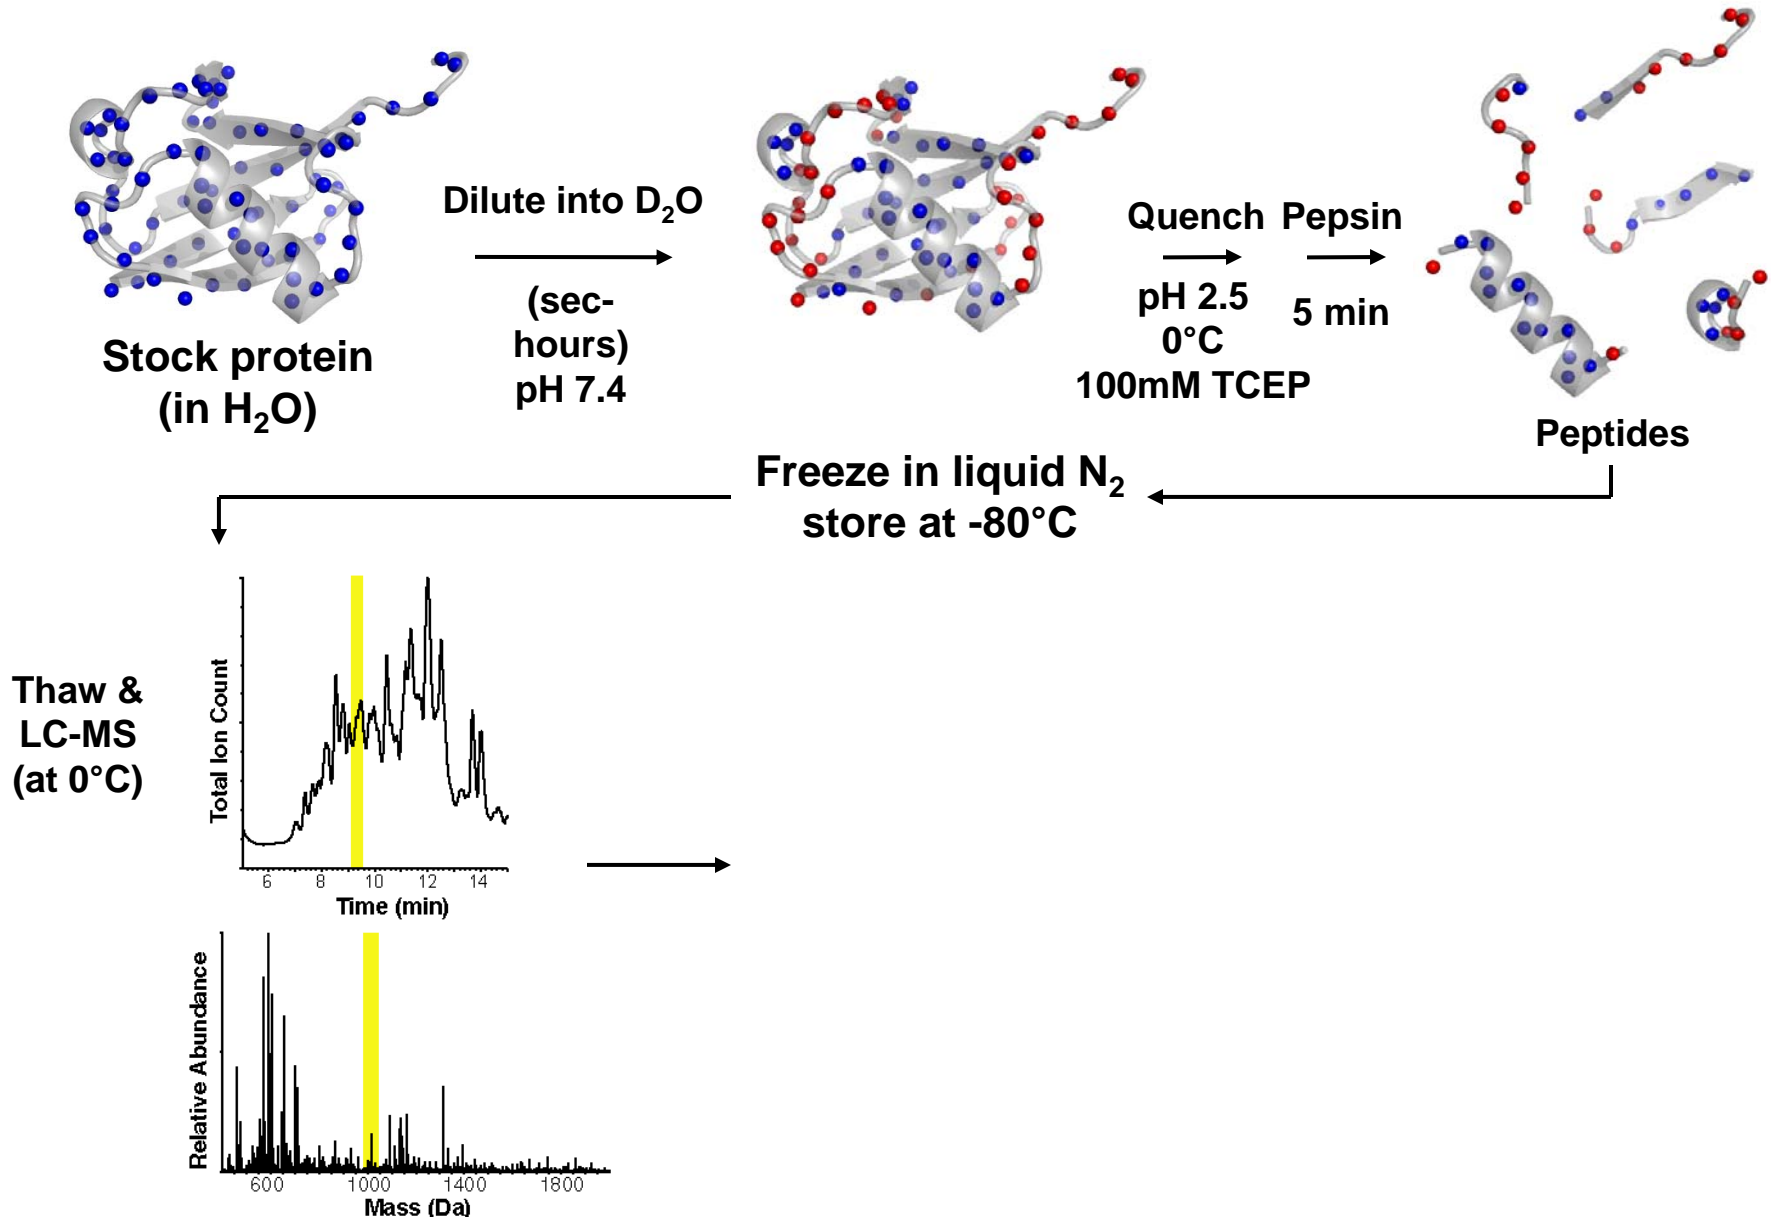 Dilute into D₂O
(sec-
hours)
pH 7.4
Stock protein
(in H₂O)
Quench
pH 2.5
0°C
100mM TCEP
Pepsin
5 min
Peptides
Freeze in liquid N₂
store at -80°C
Thaw &
LC-MS
(at 0°C)
Total Ion Count
6 8 10 12 14
Time (min)
Relative Abundance
600 1000 1400 1800
Mass (Da)